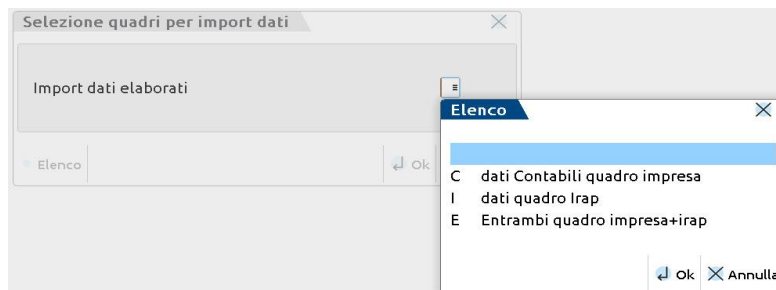 Selezione quadri per import dati
Import dati elaborati
Elenco
Ok
Elenco
C dati Contabili quadro impresa
I dati quadro Irap
E Entrambi quadro impresa+irap
Ok Annulla